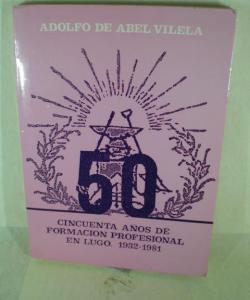 ADOLFO DE ABEL VILELA
50
CINCUENTA AÑOS DE
FORMACION PROFESIONAL
EN LUGO. 1932-1981